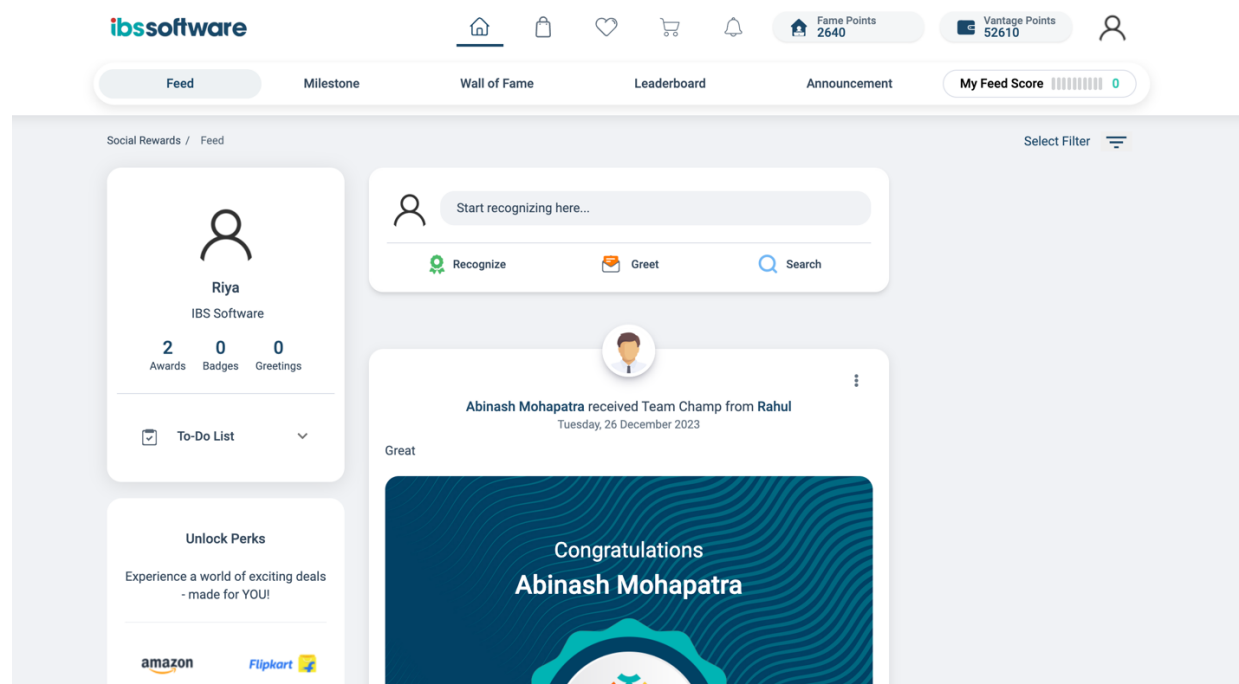 ibssoftware
Fame Points
2640
Vantage Points
52610
Feed
Milestone
Wall of Fame
Leaderboard
Announcement
My Feed Score
0
Social Rewards / Feed
Select Filter
Riya
IBS Software
2 0 0
Awards Badges Greetings
To-Do List
Unlock Perks
Experience a world of exciting deals
- made for YOU!
amazon
Flipkart
Start recognizing here...
Recognize
Greet
Search
Abinash Mohapatra received Team Champ from Rahul
Tuesday, 26 December 2023
Great
Congratulations
Abinash Mohapatra